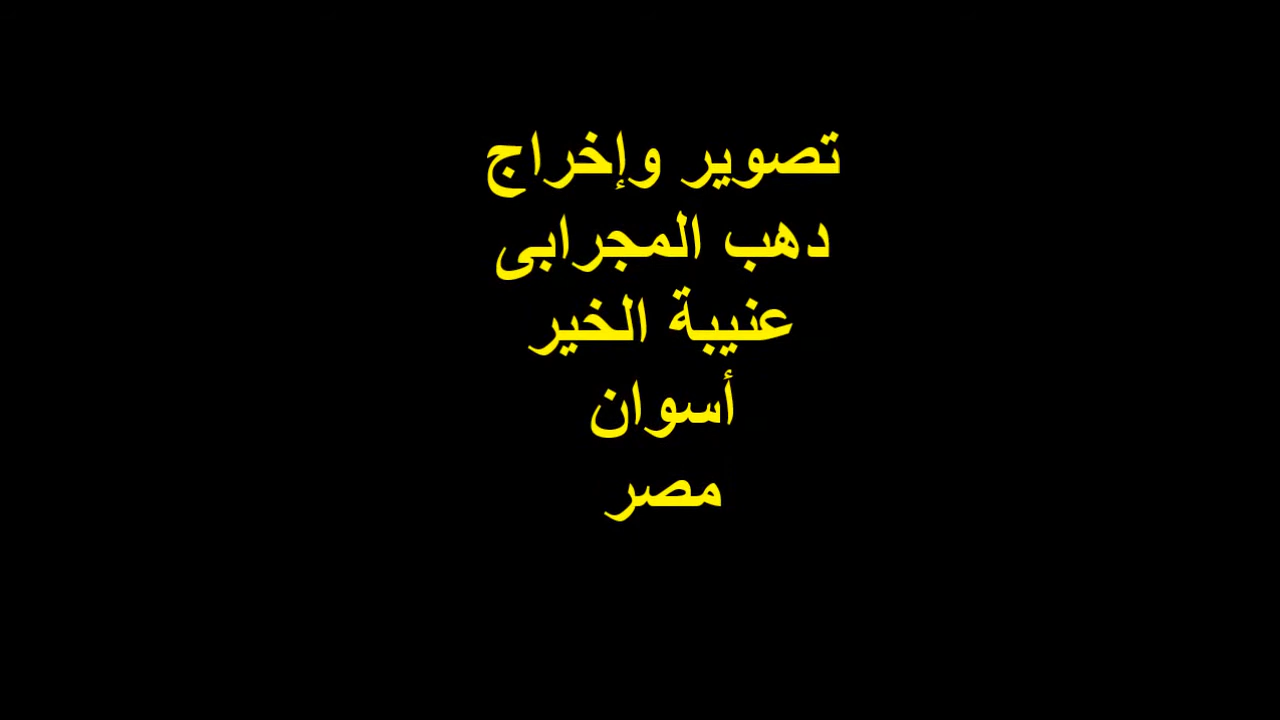 تصوير وإخراج
دهب المجرابى
عنيبة الخير
أسوان
مصر